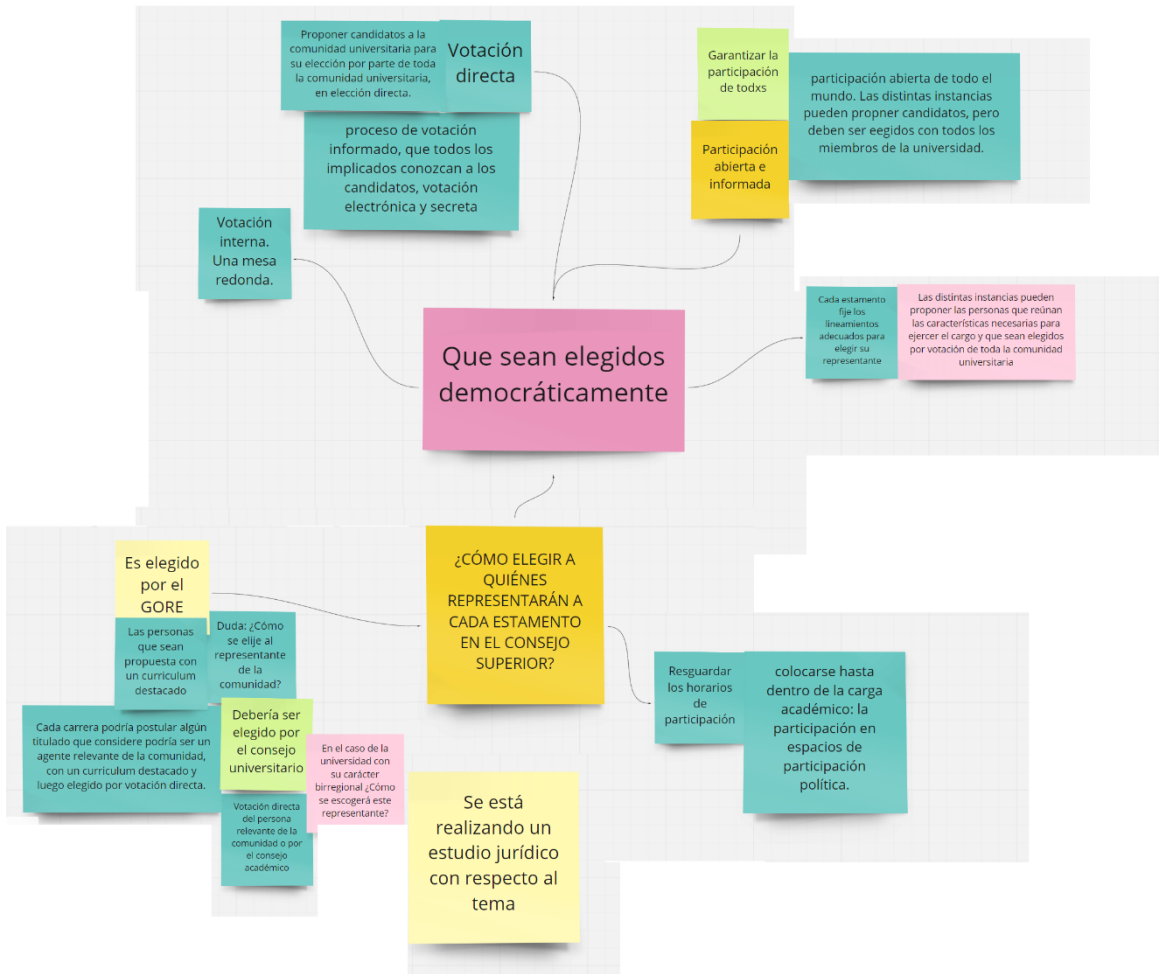 Proponer candidatos a la
comunidad universitaria para
su elección por parte de toda
la comunidad universitaria,
en elección directa.
Votación
directa
proceso de votación
informado, que todos los
implicados conozcan a los
candidatos, votación
electrónica y secreta
Votación
interna.
Una mesa
redonda.
Garantizar la
participación
de todxs
participación abierta de todo el
mundo. Las distintas instancias
pueden propner candidatos, pero
deben ser eegidos con todos los
miembros de la universidad.
Participación
abierta e
informada
Que sean elegidos
democráticamente
Cada estamento
fije los
lineamientos
adecuados para
elegir su
representante
Las distintas instancias pueden
proponer las personas que reúnan
las características necesarias para
ejercer el cargo y que sean elegidos
por votación de toda la comunidad
universitaria
¿CÓMO ELEGIR A
QUIÉNES
REPRESENTARÁN A
CADA ESTAMENTO
EN EL CONSEJO
SUPERIOR?
Es elegido
por el
GORE
Las personas
que sean
propuesta con
un curriculum
destacado
Duda: ¿Cómo
se elije al
representante
de la
comunidad?
Cada carrera podría postular algún
titulado que considere podría ser un
agente relevante de la comunidad,
con un curriculum destacado y
luego elegido por votación directa.
Debería ser
elegido por
el consejo
universitario
En el caso de la
universidad con
su carácter
birregional ¿Cómo
se escogerá este
representante?
Votación directa
del persona
relevante de la
comunidad o por
el consejo
académico
Se está
realizando un
estudio jurídico
con respecto al
tema
Resguardar
los horarios
de
participación
colocarse hasta
dentro de la carga
académico: la
participación en
espacios de
participación
política.